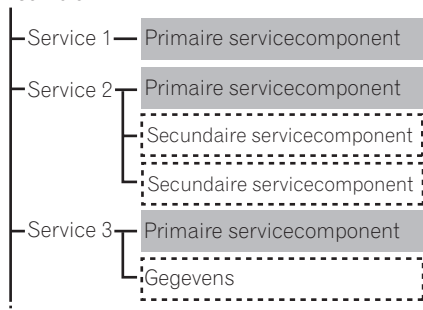 Service 1 Primaire servicecomponent
Service 2 Primaire servicecomponent
Secundaire servicecomponent
Secundaire servicecomponent
Service 3 Primaire servicecomponent
Gegevens